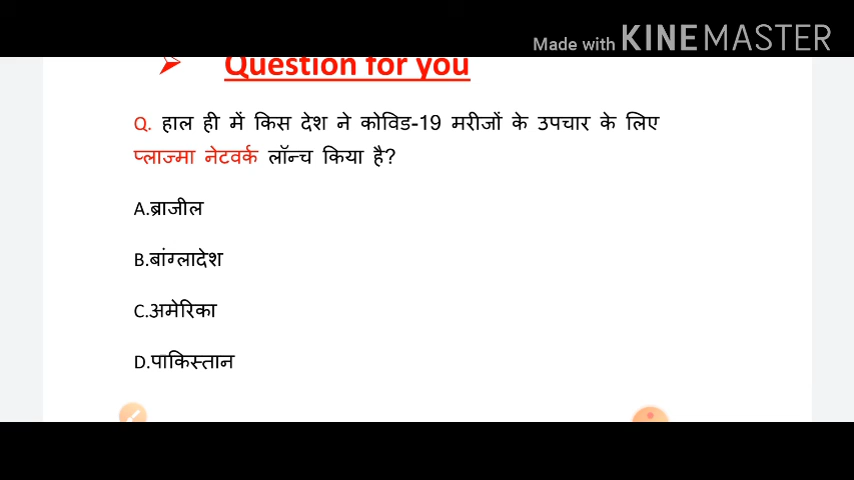 Made with KINEMASTER
Question for you
Q. हाल ही में किस देश ने कोविड-19 मरीजों के उपचार के लिए
प्लाज्मा नेटवर्क लॉन्च किया है?
A.ब्राजील
B.बांग्लादेश
C.अमेरिका
D.पाकिस्तान